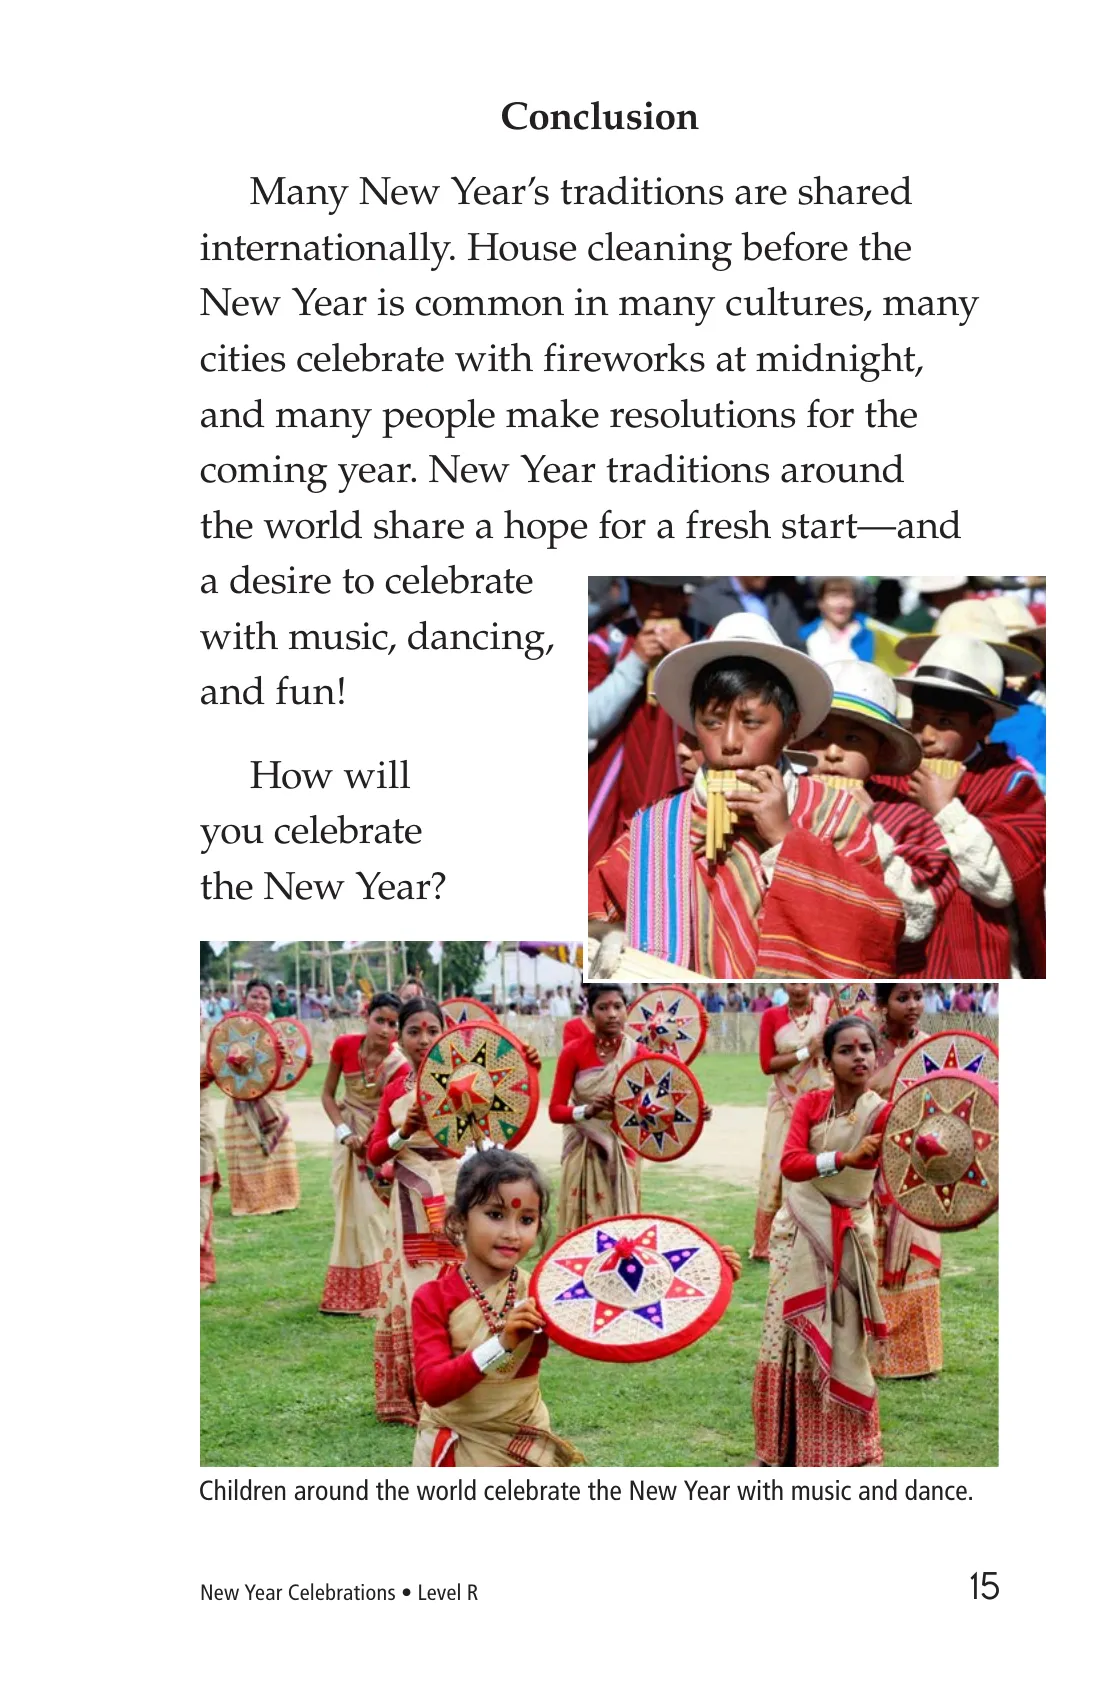 Conclusion
Many New Year’s traditions are shared
internationally. House cleaning before the
New Year is common in many cultures, many
cities celebrate with fireworks at midnight,
and many people make resolutions for the
coming year. New Year traditions around
the world share a hope for a fresh start—and
a desire to celebrate
with music, dancing,
and fun!
How will
you celebrate
the New Year?
Children around the world celebrate the New Year with music and dance.
New Year Celebrations • Level R
15